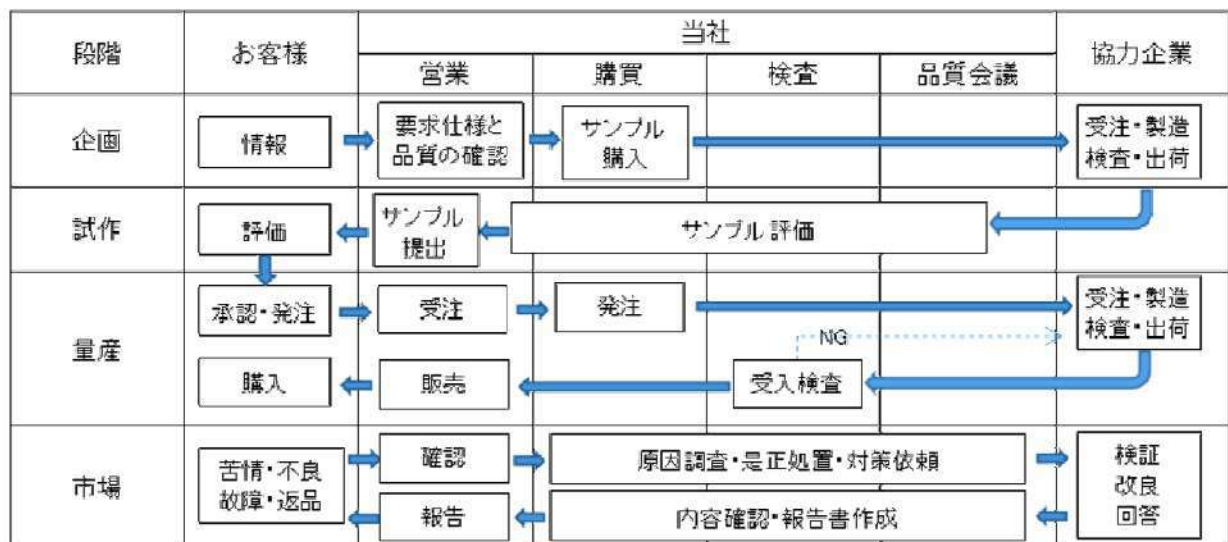 段階
お客様
当社
協力企業
営業
購買
検査
品質会議
企画
情報
要求仕様と
品質の確認
サンプル
購入
受注・製造
検査・出荷
試作
評価
サンプル
提出
サンプル評価
量産
承認・発注
受注
発注
受注・製造
検査・出荷
NG
購入
販売
受入検査
市場
苦情・不良
故障・返品
確認
原因調査・是正処置・対策依頼
検証
改良
回答
報告
内容確認・報告書作成